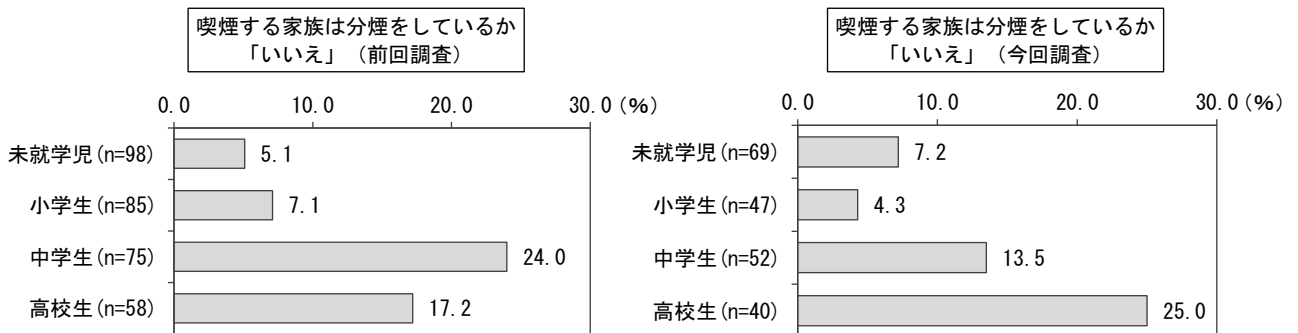 喫煙する家族は分煙をしているか
「いいえ」（前回調査）
0.0 10.0 20.0 30.0(%)
未就学児(n=98) 5.1
小学生(n=85) 7.1
中学生(n=75) 24.0
高校生(n=58) 17.2
喫煙する家族は分煙をしているか
「いいえ」（今回調査）
0.0 10.0 20.0 30.0(%)
未就学児(n=69) 7.2
小学生(n=47) 4.3
中学生(n=52) 13.5
高校生(n=40) 25.0